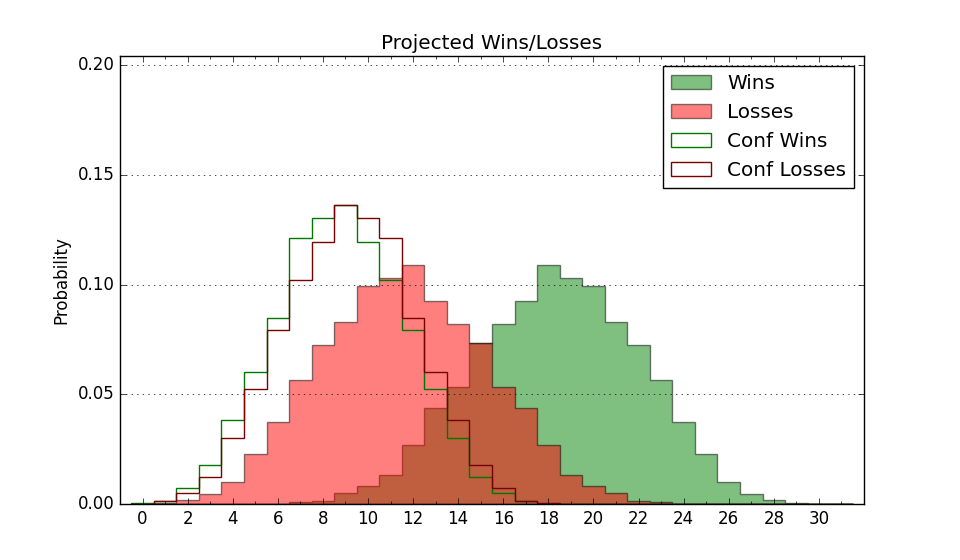 Projected Wins/Losses
0.20
0.15
0.10
0.05
0.00
Probability
Wins
Losses
Conf Wins
Conf Losses
0 2 4 6 8 10 12 14 16 18 20 22 24 26 28 30